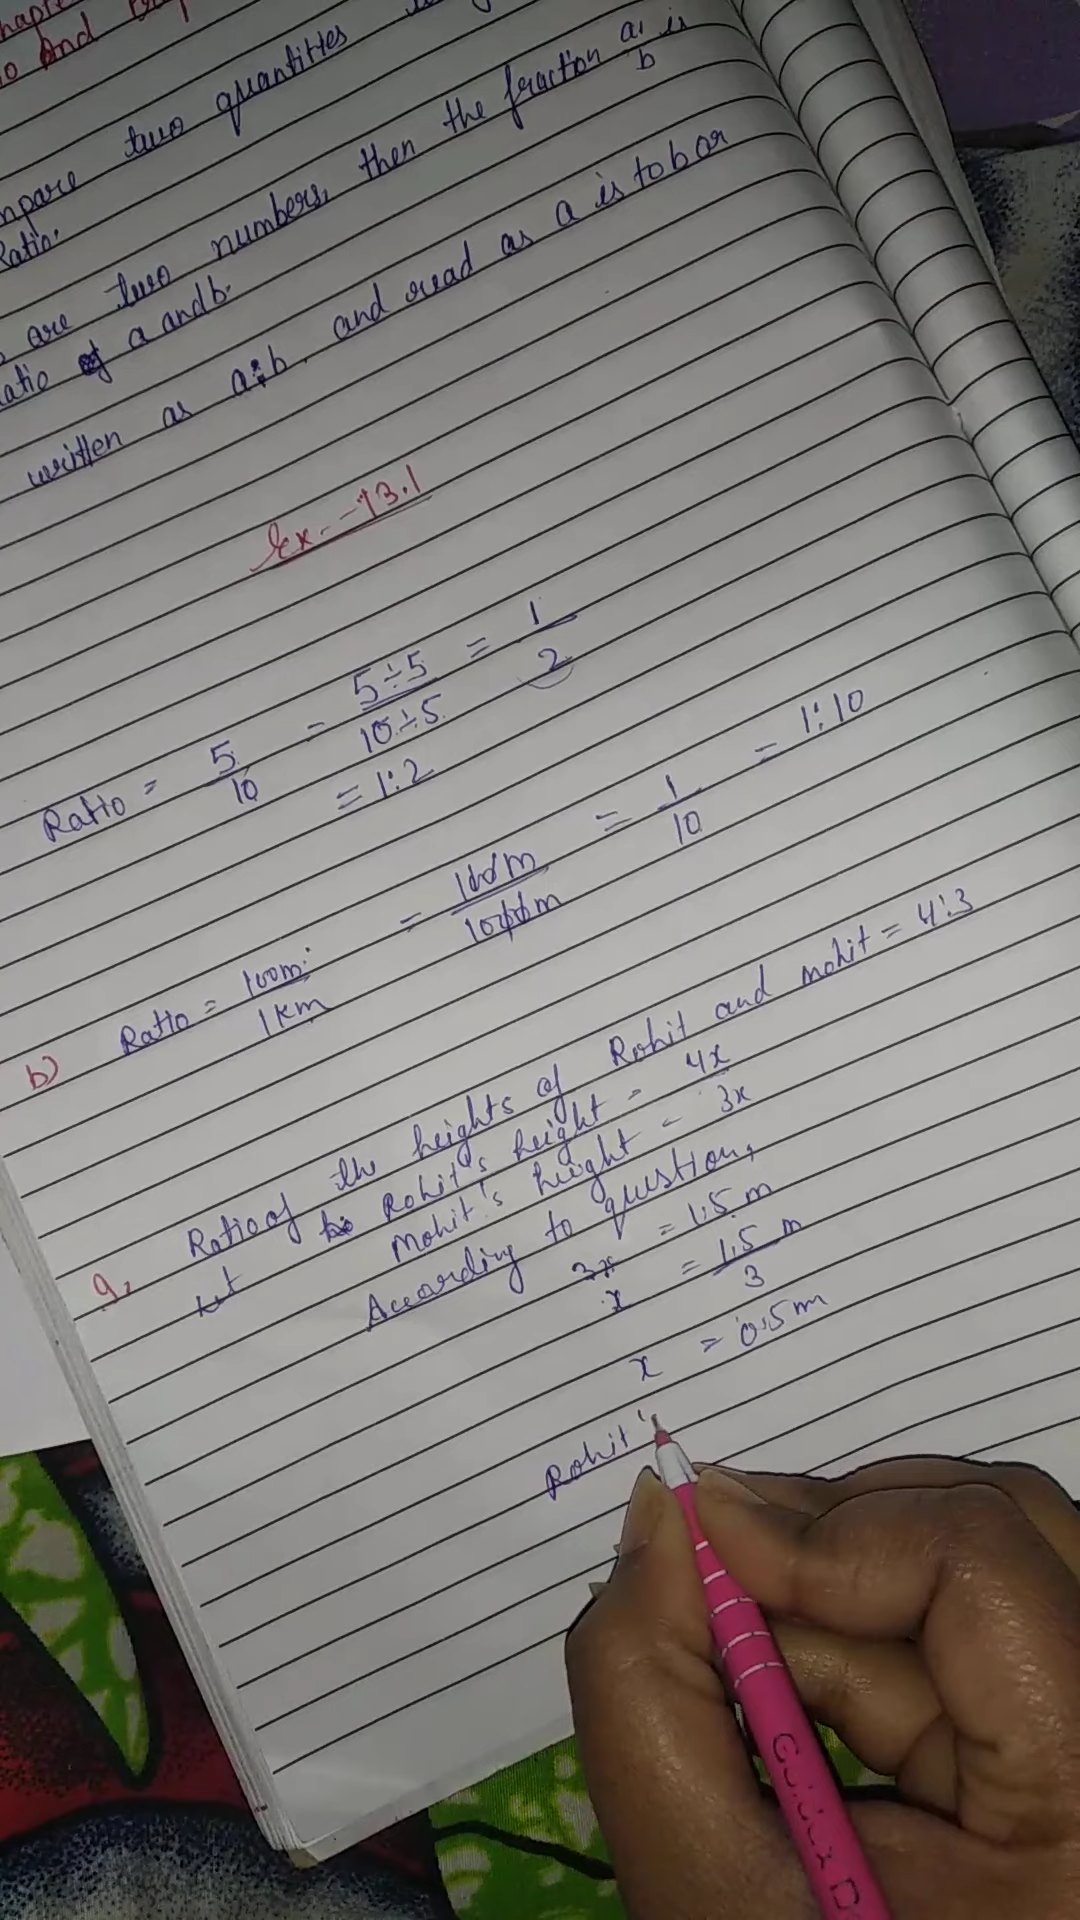 two quantities
Ratio.
are two numbers, then the fraction a is
b
of a and b.
written as a:b, and read as a is to b or
Ex - 13.1
Ratio = 5/10 = 5÷5/10÷5 = 1/2
= 1:2
b) Ratio = 100m/1km = 100m/1000m = 1/10 = 1:10
9, Ratio of the heights of Rohit and mohit = 4:3
Let Rohit's height = 4x
Mohit's height = 3x
According to question,
3x = 1.5 m
x = 1.5 m/3
x = 0.5m
Rohit'